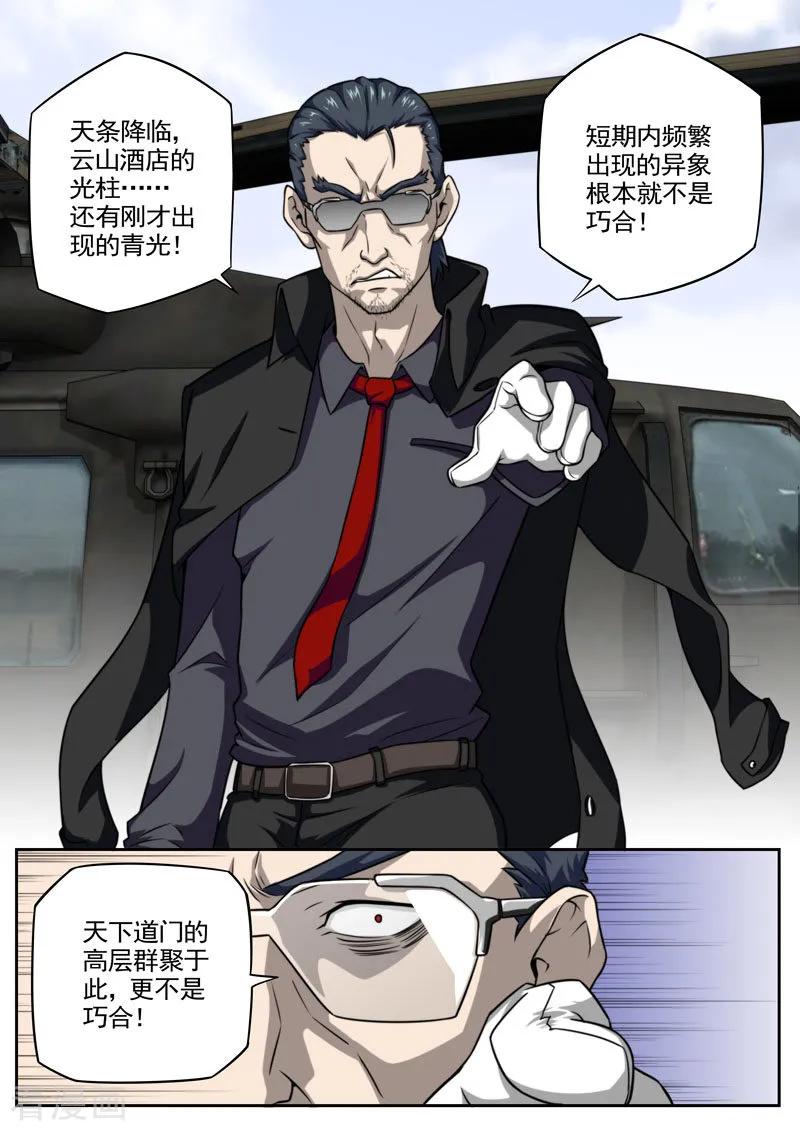 天条降临，
云山酒店的
光柱……
还有刚才出
现的青光！
短期内频繁
出现的异象
根本就不是
巧合！
天下道门的
高层群聚于
此，更不是
巧合！
看漫画